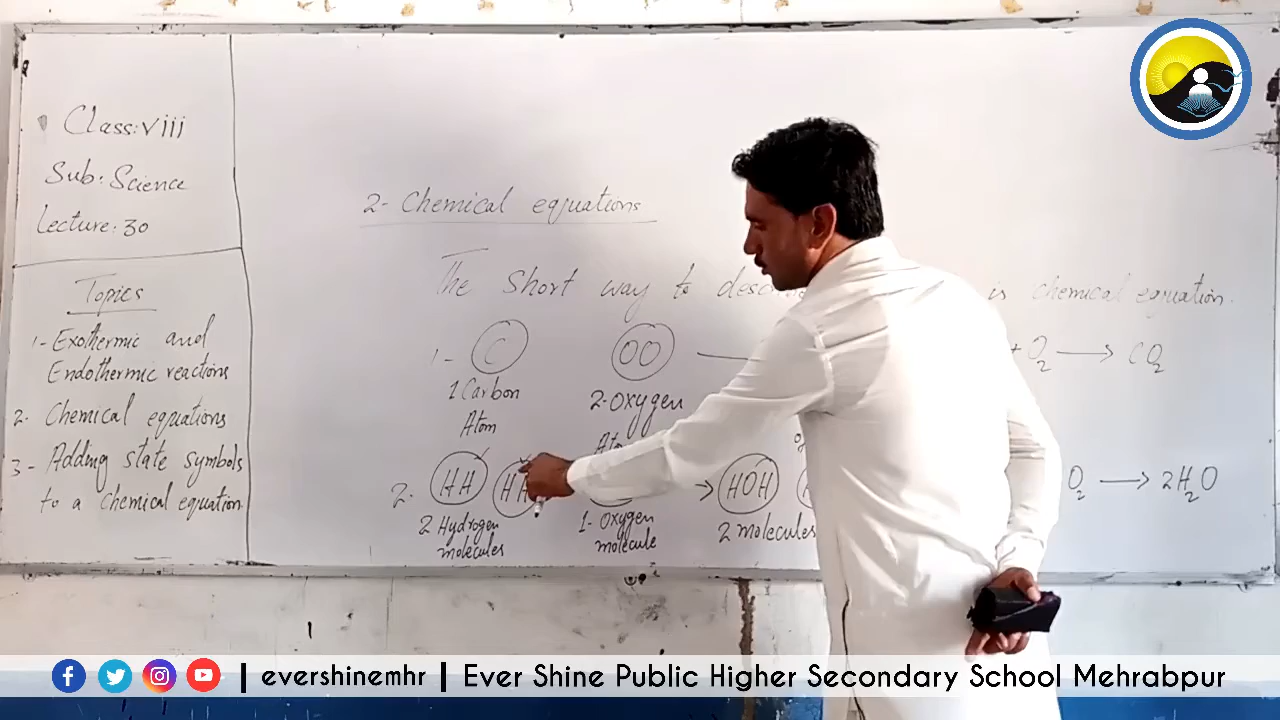 Class: viii
Sub: Science
Lecture: 30
Topics
1- Exothermic and
Endothermic reactions
2- Chemical equations
3- Adding state symbols
to a chemical equation
2- Chemical equations
The short way to is chemical equation.
1- C OO + O2 → CO2
1 Carbon
Atom
2-Oxygen
2. HH HH → HOH O2 → 2H2O
2 Hydrogen
molecules
1-Oxygen
molecule
2 molecules
| evershinemhr | Ever Shine Public Higher Secondary School Mehrabpur